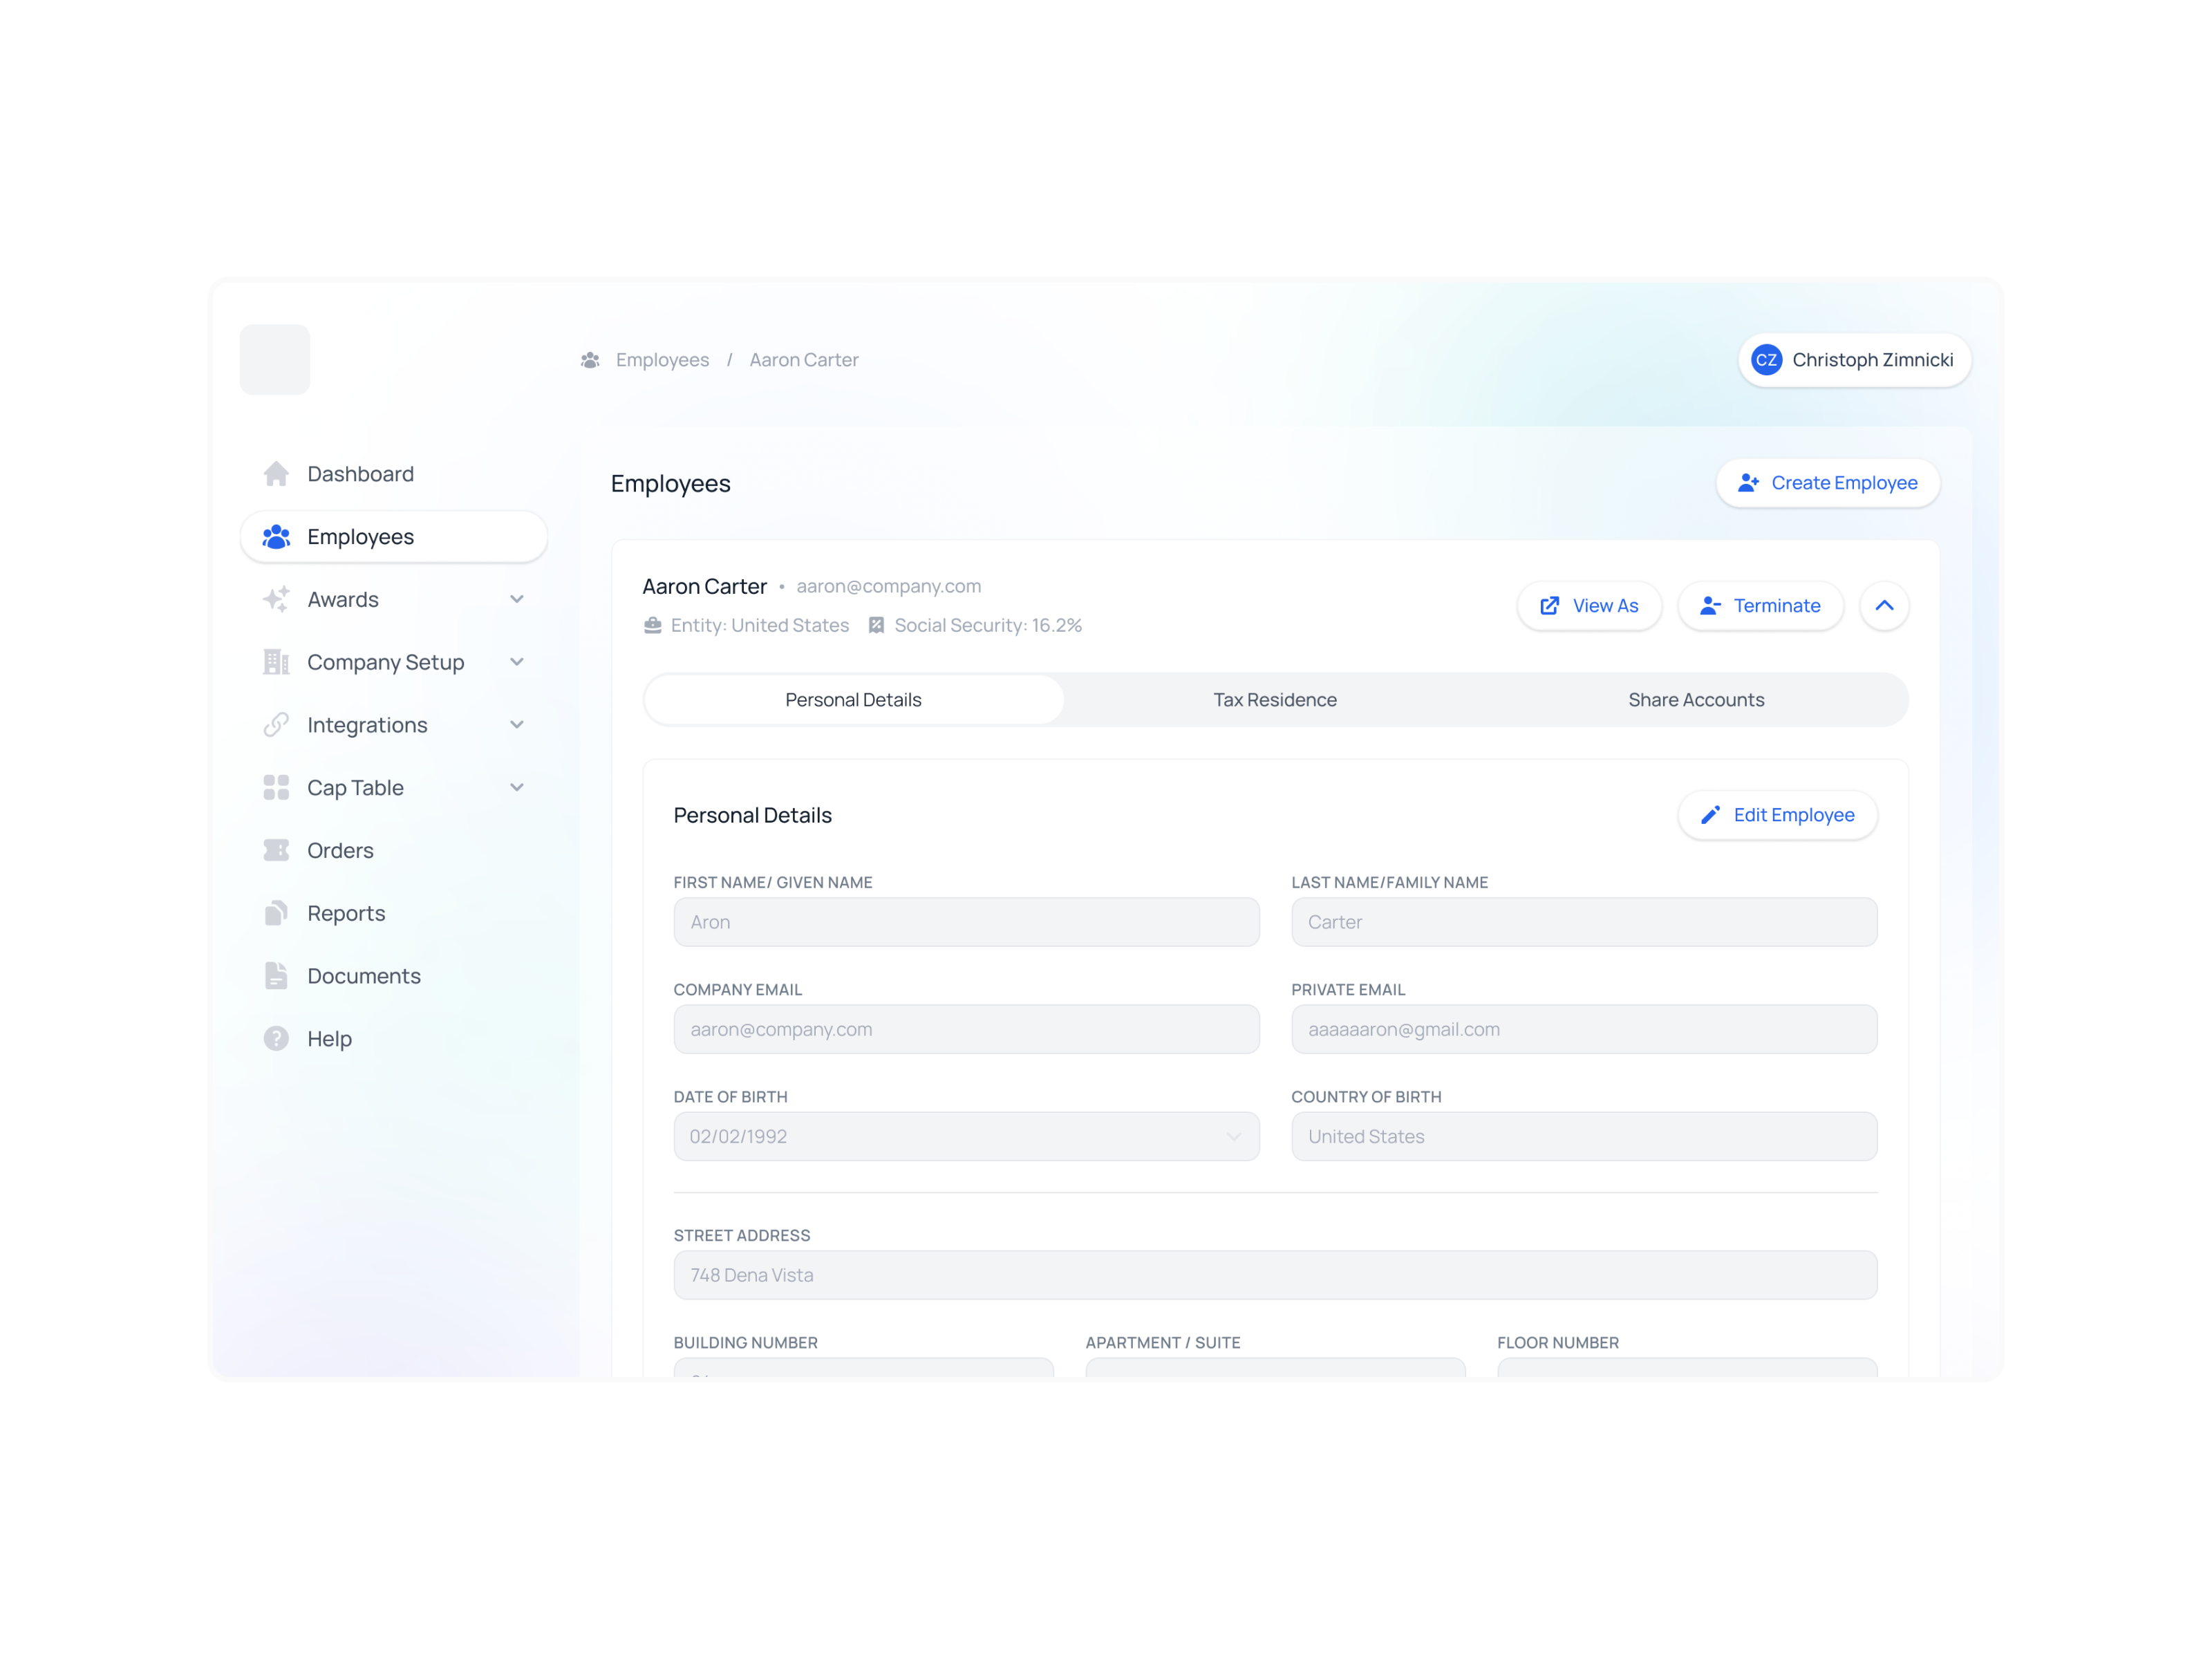 Employees / Aaron Carter
CZ Christoph Zimnicki
Dashboard
Employees
Awards
Company Setup
Integrations
Cap Table
Orders
Reports
Documents
Help
Employees
Create Employee
Aaron Carter • aaron@company.com
Entity: United States Social Security: 16.2%
View As
Terminate
Personal Details
Tax Residence
Share Accounts
Personal Details
Edit Employee
FIRST NAME/ GIVEN NAME
Aron
LAST NAME/FAMILY NAME
Carter
COMPANY EMAIL
aaron@company.com
PRIVATE EMAIL
aaaaaaron@gmail.com
DATE OF BIRTH
02/02/1992
COUNTRY OF BIRTH
United States
STREET ADDRESS
748 Dena Vista
BUILDING NUMBER
APARTMENT / SUITE
FLOOR NUMBER